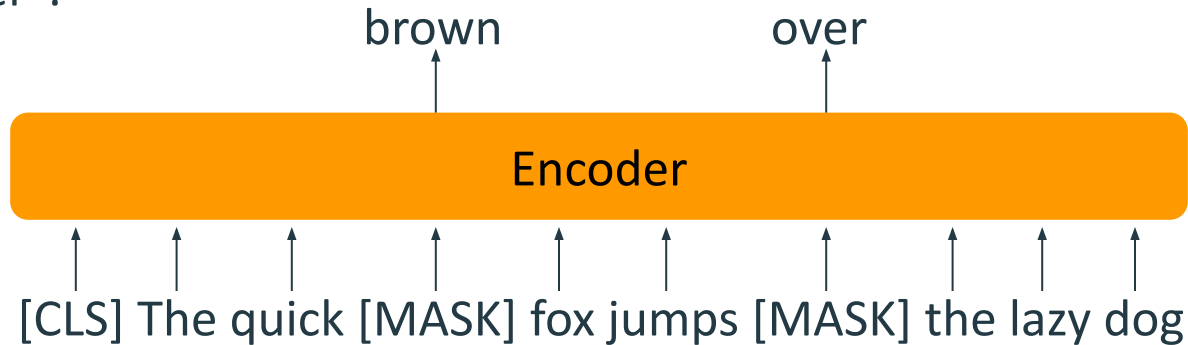 brown over
Encoder
[CLS] The quick [MASK] fox jumps [MASK] the lazy dog